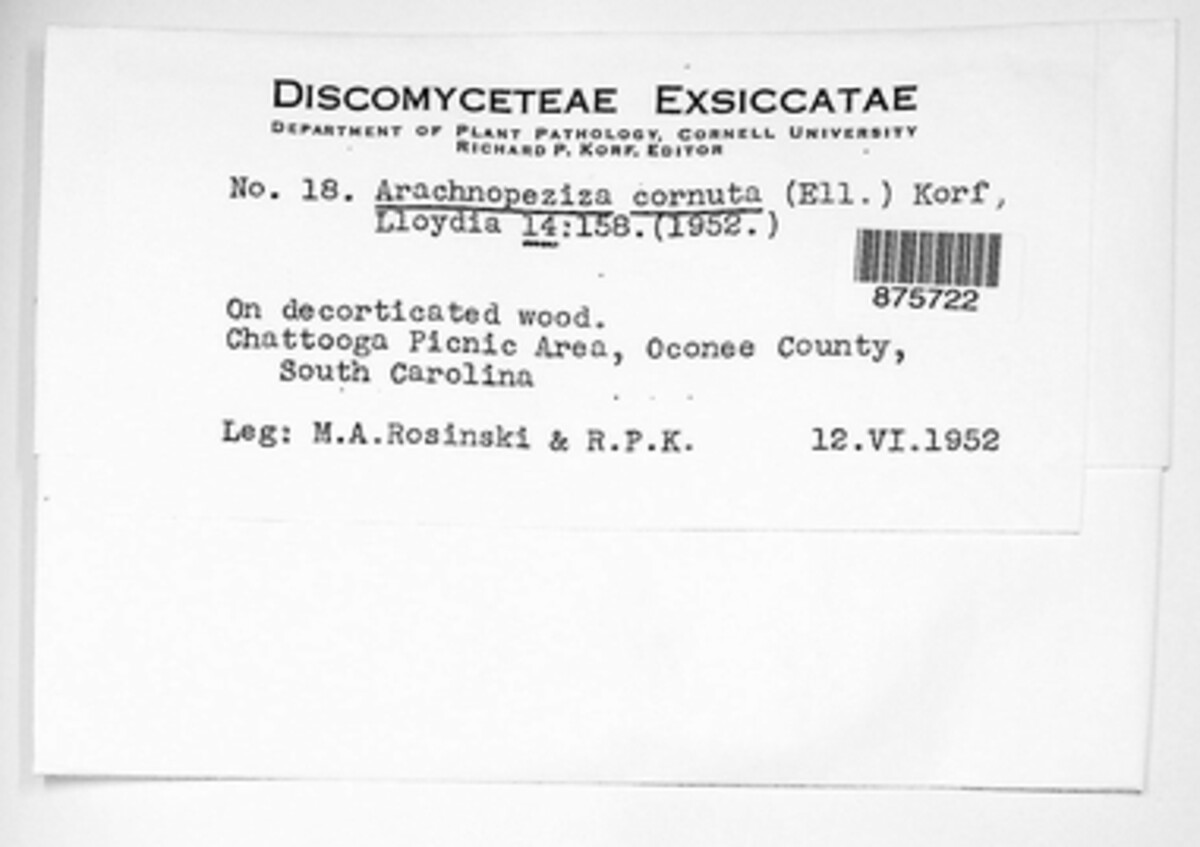 DISCOMYCETEAE EXSICCATAE
DEPARTMENT OF PLANT PATHOLOGY, CORNELL UNIVERSITY
RICHARD P. KORF, EDITOR
No. 18. Arachnopeziza cornuta (Ell.) Korf,
Lloydia 14:158.(1952.)
875722
On decorticated wood.
Chattooga Picnic Area, Oconee County,
South Carolina
Leg: M.A.Rosinski & R.P.K. 12.VI.1952